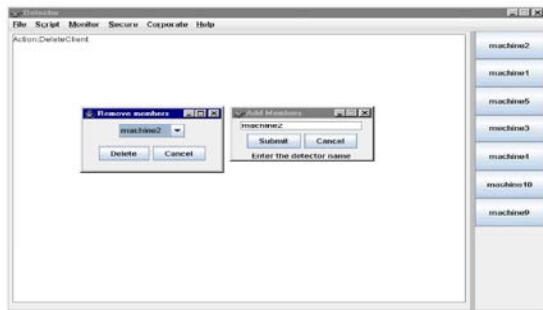 Detector
File Script Monitor Secure Corporate Help
Action:DeleteClient
Remove members
machine2
Delete Cancel
Add Members
machine2
Submit Cancel
Enter the detector name
machine2
machine1
machine5
machine3
machine4
machine10
machine9